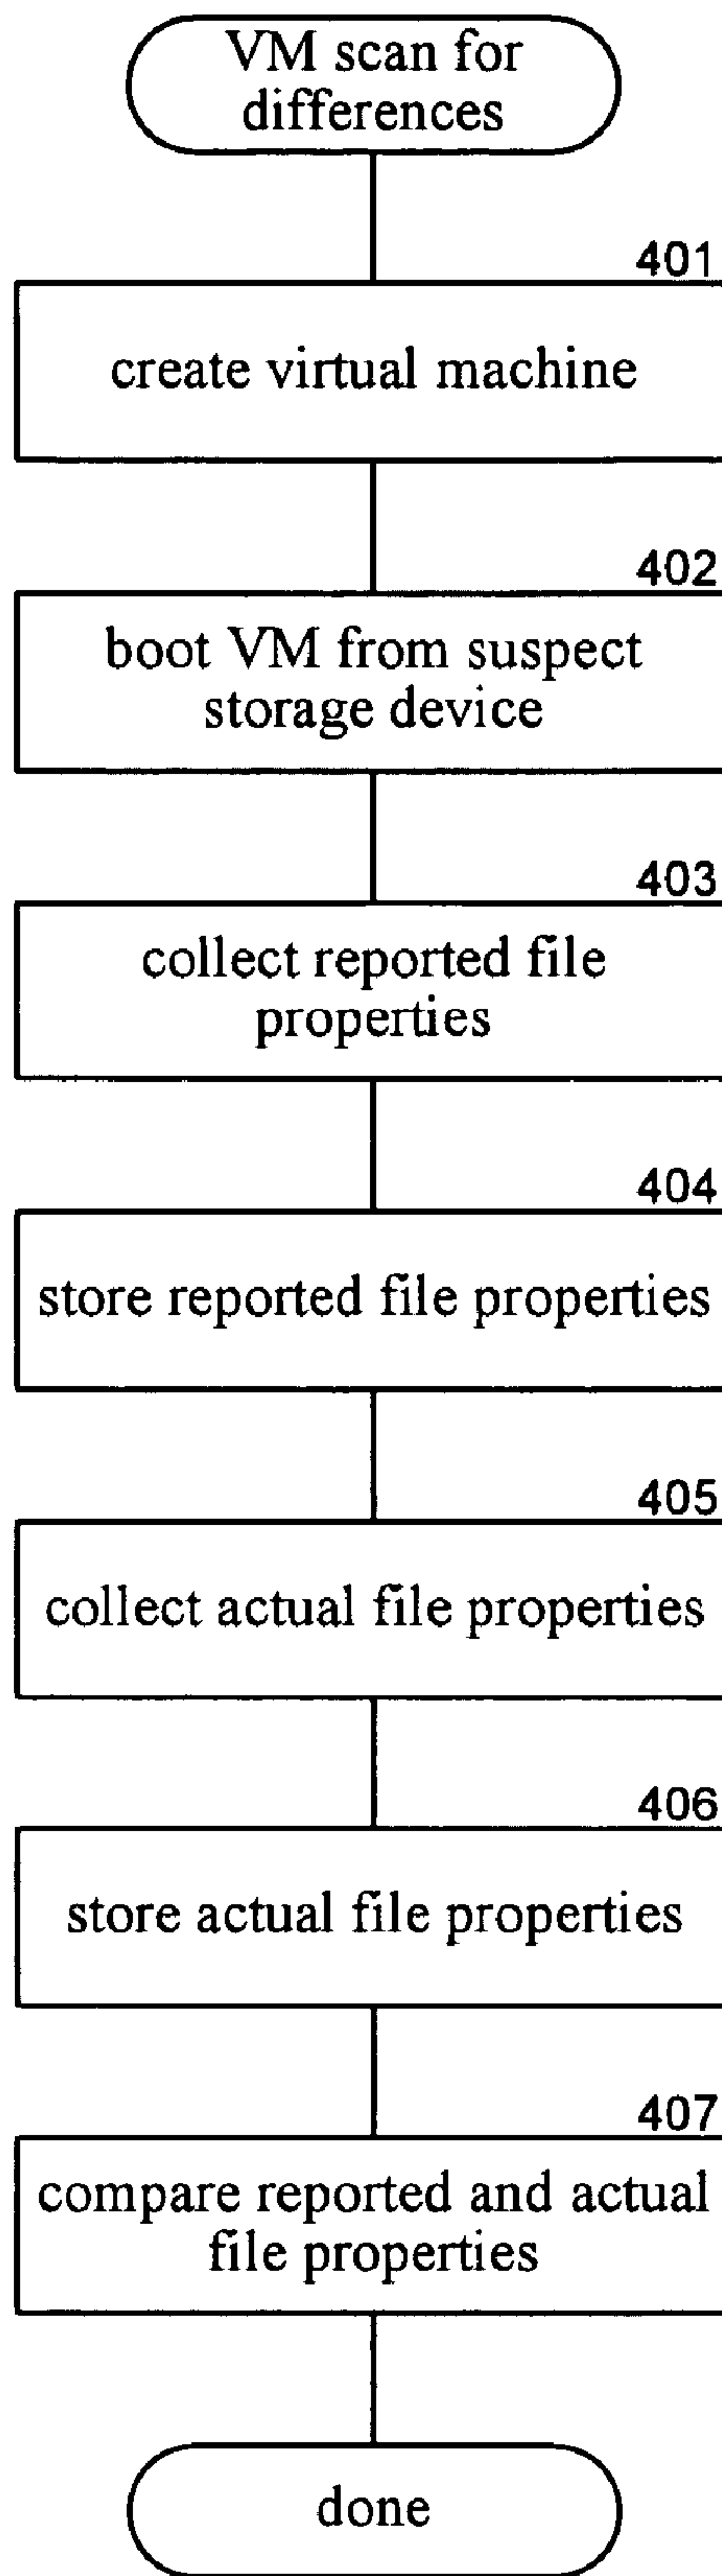 VM scan for
differences
401
create virtual machine
402
boot VM from suspect
storage device
403
collect reported file
properties
404
store reported file properties
405
collect actual file properties
406
store actual file properties
407
compare reported and actual
file properties
done